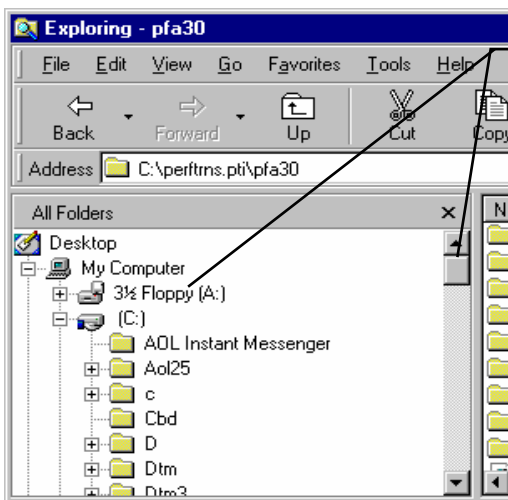 Exploring - pfa30
File Edit View Go Favorites Tools Help
Back Forward Up Cut Copy
Address C:\perftrns.pti\pfa30
All Folders × N
Desktop
My Computer
3½ Floppy (A:)
(C:)
AOL Instant Messenger
Aol25
c
Cbd
D
Dtm
Dtm3